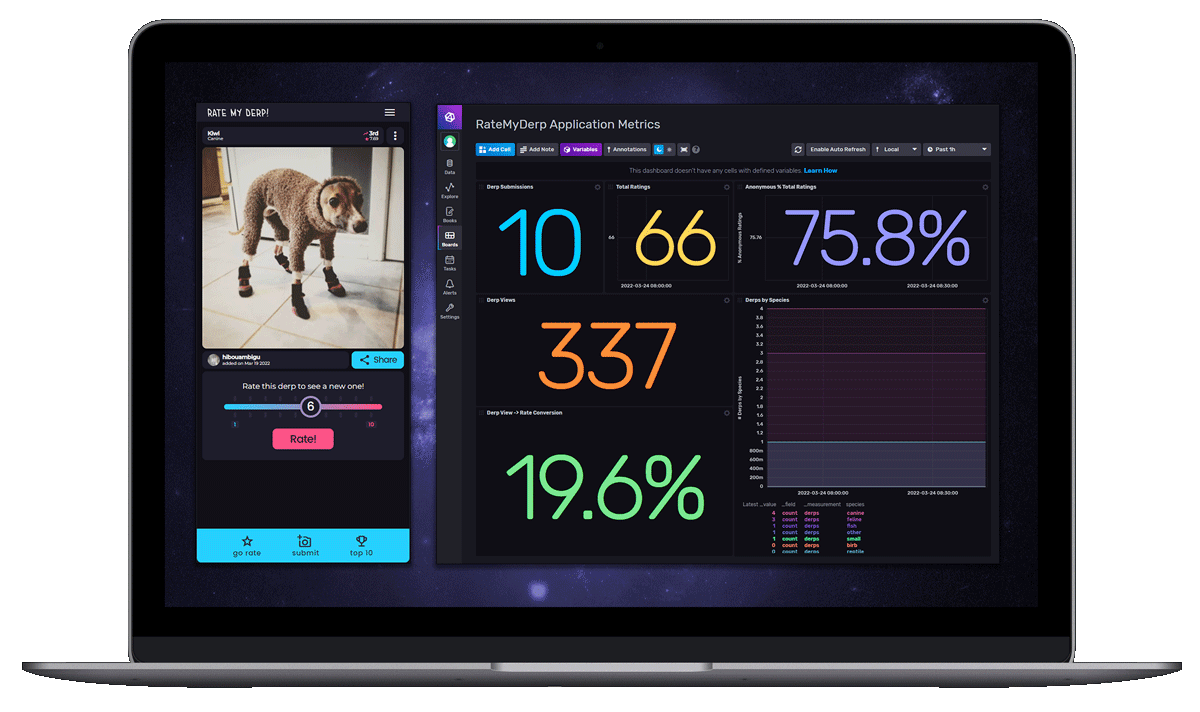 RATE MY DERP!
Kiwi
Canine
3rd
7.69
hibouambigu
added on Mar 19 2022
Share
Rate this derp to see a new one!
6
1
10
Rate!
go rate
submit
top 10
RateMyDerp Application Metrics
Add Cell
Add Note
Variables
Annotations
Enable Auto Refresh
Local
Past 1h
This dashboard doesn't have any cells with defined variables. Learn How
Data
Explore
Books
Boards
Tasks
Alerts
Settings
Derp Submissions
10
Total Ratings
66
66
2022-03-24 08:00:00
Anonymous % Total Ratings
% Anonymous Ratings
75.76
75.8%
2022-03-24 08:00:00
2022-03-24 08:30:00
Derp Views
337
Derp View -> Rate Conversion
19.6%
Derps by Species
# Derps by Species
4
3.8
3.6
3.4
3.2
3
2.8
2.6
2.4
2.2
2
1.8
1.6
1.4
1.2
1
800m
600m
400m
200m
0
2022-03-24 08:00:00
2022-03-24 08:30:00
Latest _value _field _measurement species
4 count derps canine
3 count derps feline
1 count derps fish
1 count derps other
1 count derps small
0 count derps birb
0 count derps reptile